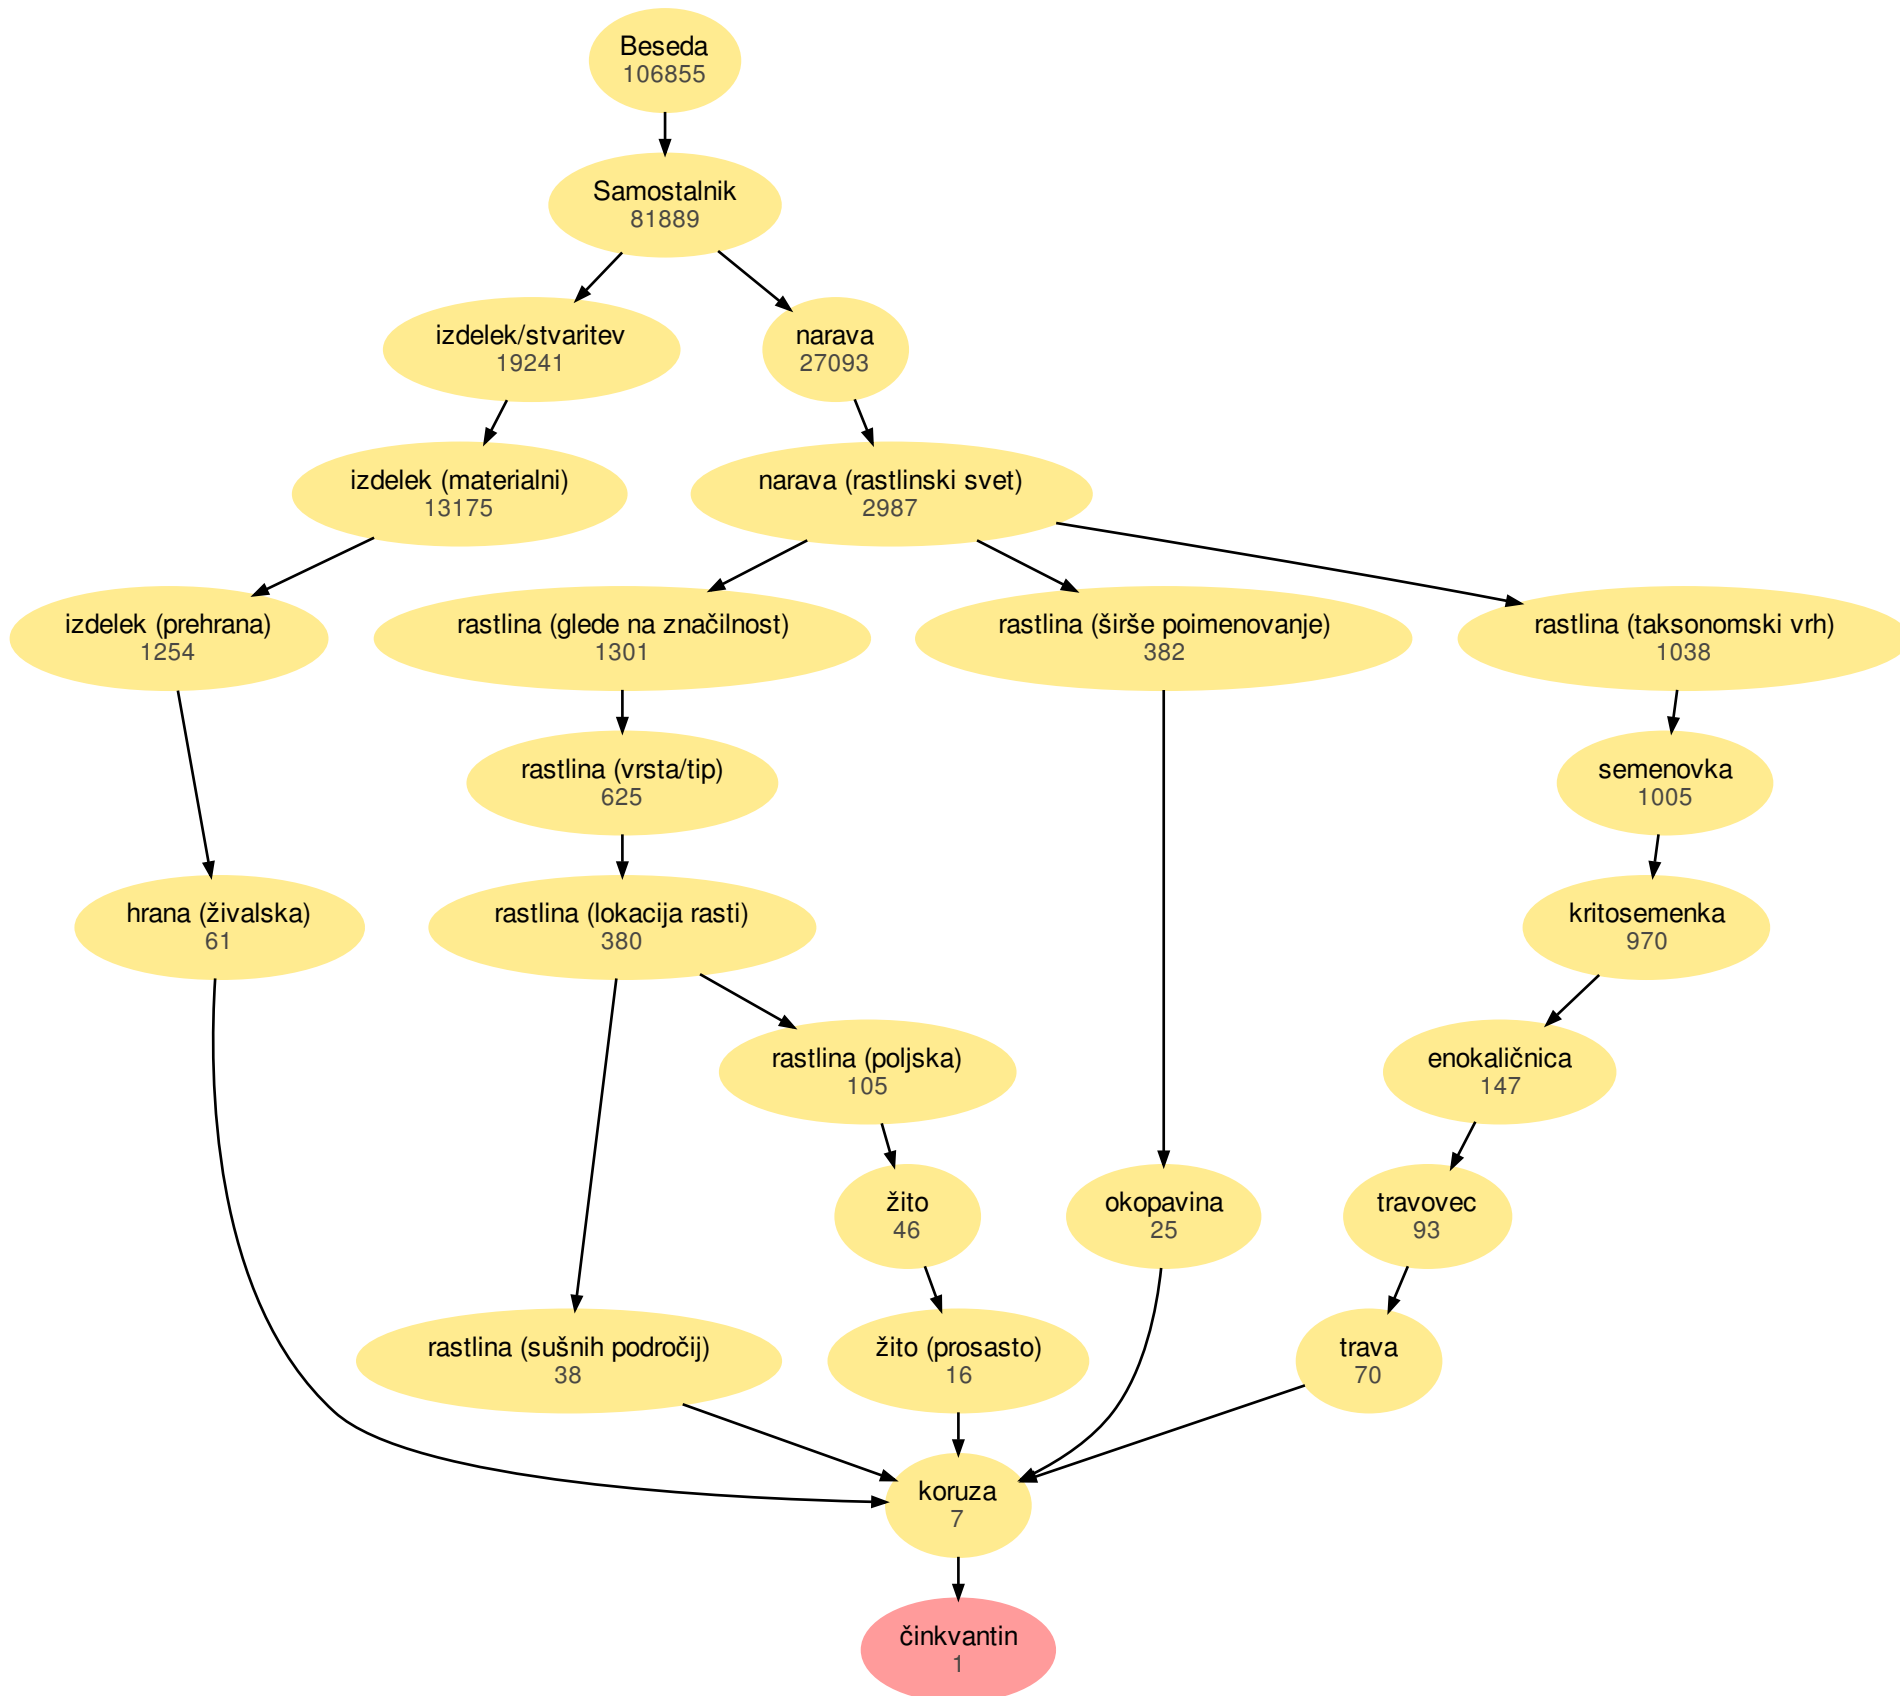 Beseda
106855
Samostalnik
81889
izdelek/stvaritev
19241
narava
27093
izdelek (materialni)
13175
narava (rastlinski svet)
2987
izdelek (prehrana)
1254
rastlina (glede na značilnost)
1301
rastlina (širše poimenovanje)
382
rastlina (taksonomski vrh)
1038
rastlina (vrsta/tip)
625
semenovka
1005
hrana (živalska)
61
rastlina (lokacija rasti)
380
kritosemenka
970
rastlina (poljska)
105
enokaličnica
147
žito
46
okopavina
25
travovec
93
rastlina (sušnih področij)
38
žito (prosasto)
16
trava
70
koruza
7
činkvantin
1